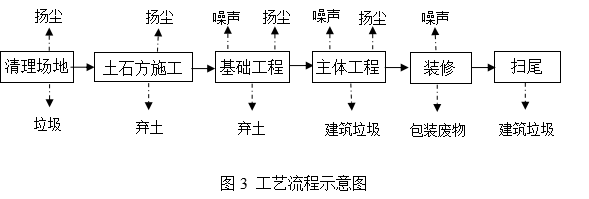 扬尘 扬尘 噪声 扬尘 噪声 扬尘 噪声
清理场地 土石方施工 基础工程 主体工程 装修 扫尾
垃圾 弃土 弃土 建筑垃圾 包装废物 建筑垃圾
图 3 工艺流程示意图